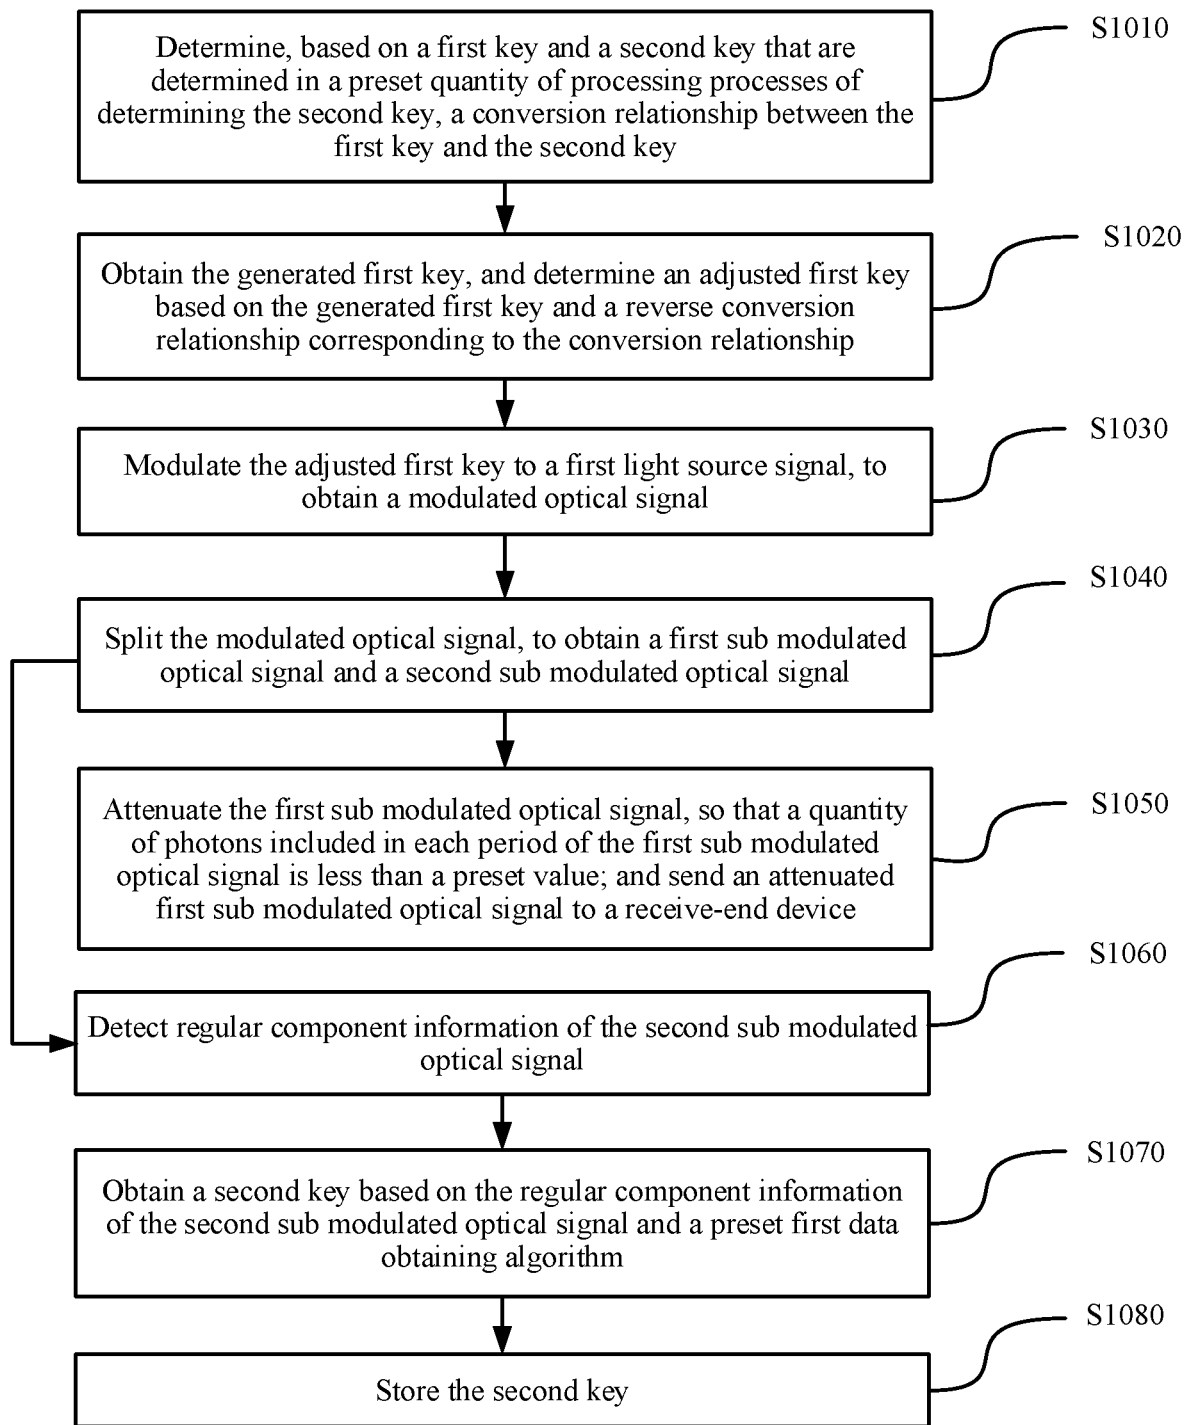 Determine, based on a first key and a second key that are
determined in a preset quantity of processing processes of
determining the second key, a conversion relationship between the
first key and the second key
S1010
Obtain the generated first key, and determine an adjusted first key
based on the generated first key and a reverse conversion
relationship corresponding to the conversion relationship
S1020
Modulate the adjusted first key to a first light source signal, to
obtain a modulated optical signal
S1030
Split the modulated optical signal, to obtain a first sub modulated
optical signal and a second sub modulated optical signal
S1040
Attenuate the first sub modulated optical signal, so that a quantity
of photons included in each period of the first sub modulated
optical signal is less than a preset value; and send an attenuated
first sub modulated optical signal to a receive-end device
S1050
Detect regular component information of the second sub modulated
optical signal
S1060
Obtain a second key based on the regular component information
of the second sub modulated optical signal and a preset first data
obtaining algorithm
S1070
Store the second key
S1080